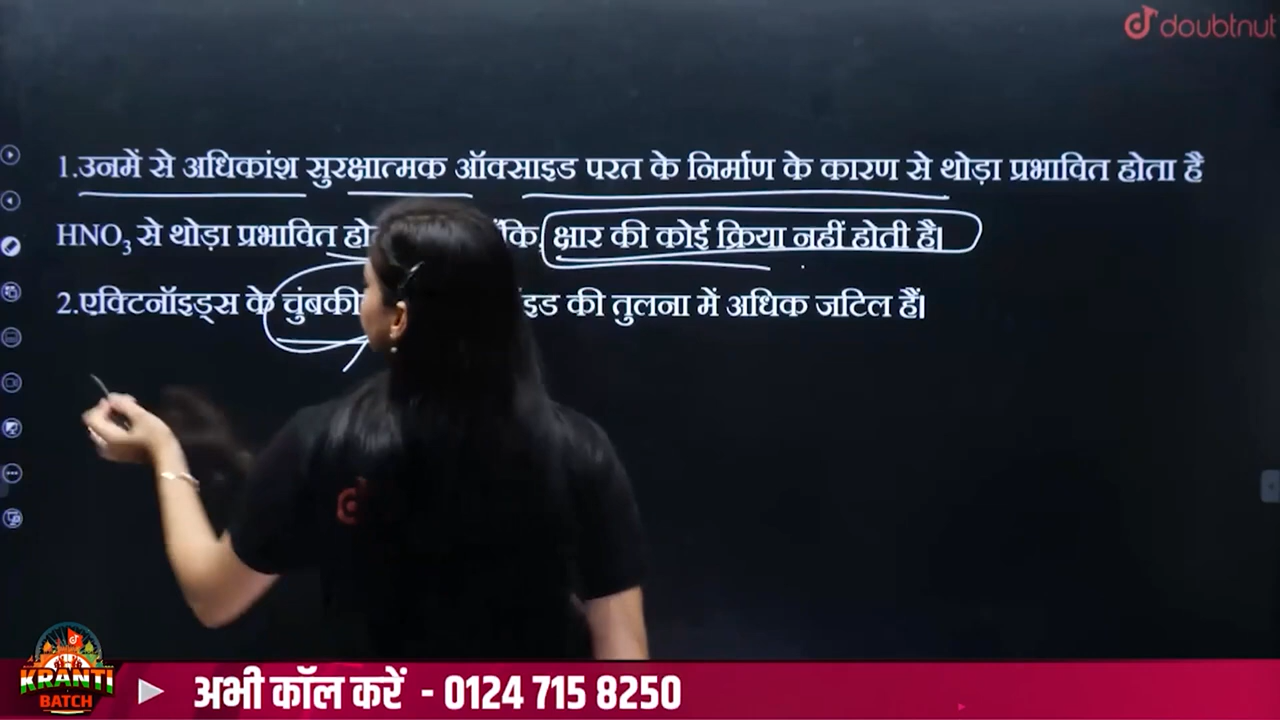 doubtnut
1.उनमें से अधिकांश सुरक्षात्मक ऑक्साइड परत के निर्माण के कारण से थोड़ा प्रभावित होता है
HNO₃ से थोड़ा प्रभावित क्षार की कोई क्रिया नहीं होती है।
2.एक्टिनॉइड्स के चुंबकी की तुलना में अधिक जटिल हैं।
KRANTI
BATCH
अभी कॉल करें - 0124 715 8250